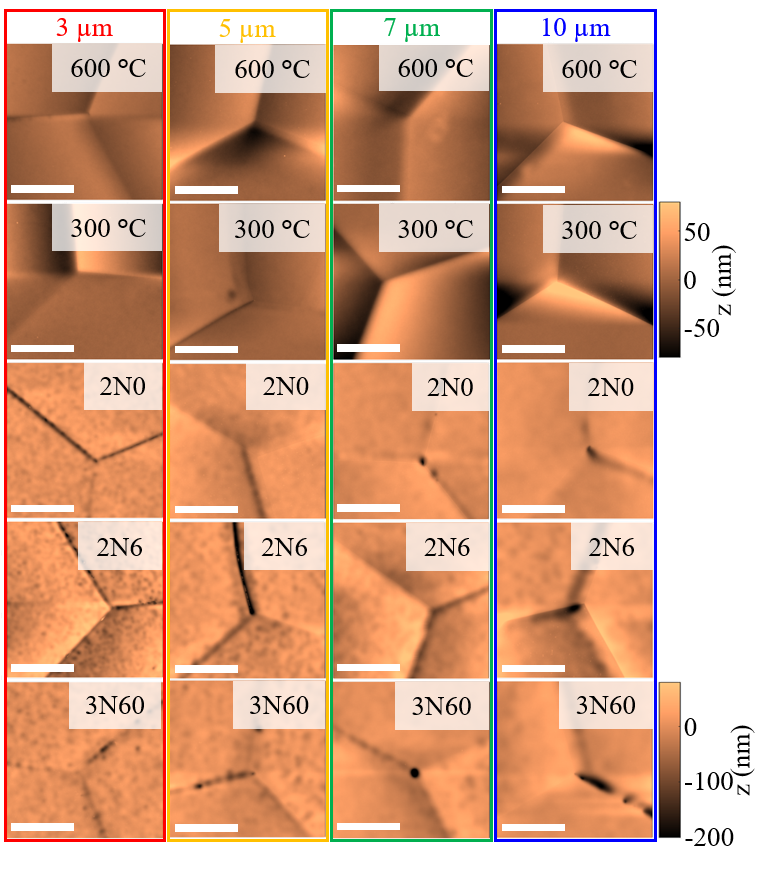 3 µm 5 µm 7 µm 10 µm
600 °C 600 °C 600 °C 600 °C
300 °C 300 °C 300 °C 300 °C
50
0
-50
z (nm)
2N0 2N0 2N0 2N0
2N6 2N6 2N6 2N6
3N60 3N60 3N60 3N60
0
-100
-200
z (nm)